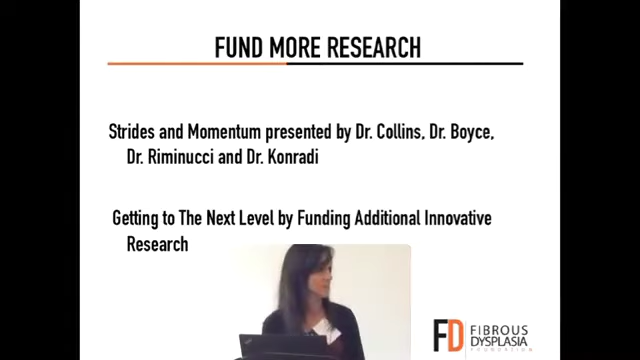 FUND MORE RESEARCH
Strides and Momentum presented by Dr. Collins, Dr. Boyce,
Dr. Riminucci and Dr. Konradi
Getting to The Next Level by Funding Additional Innovative
Research
FD FIBROUS
DYSPLASIA
FOUNDATION